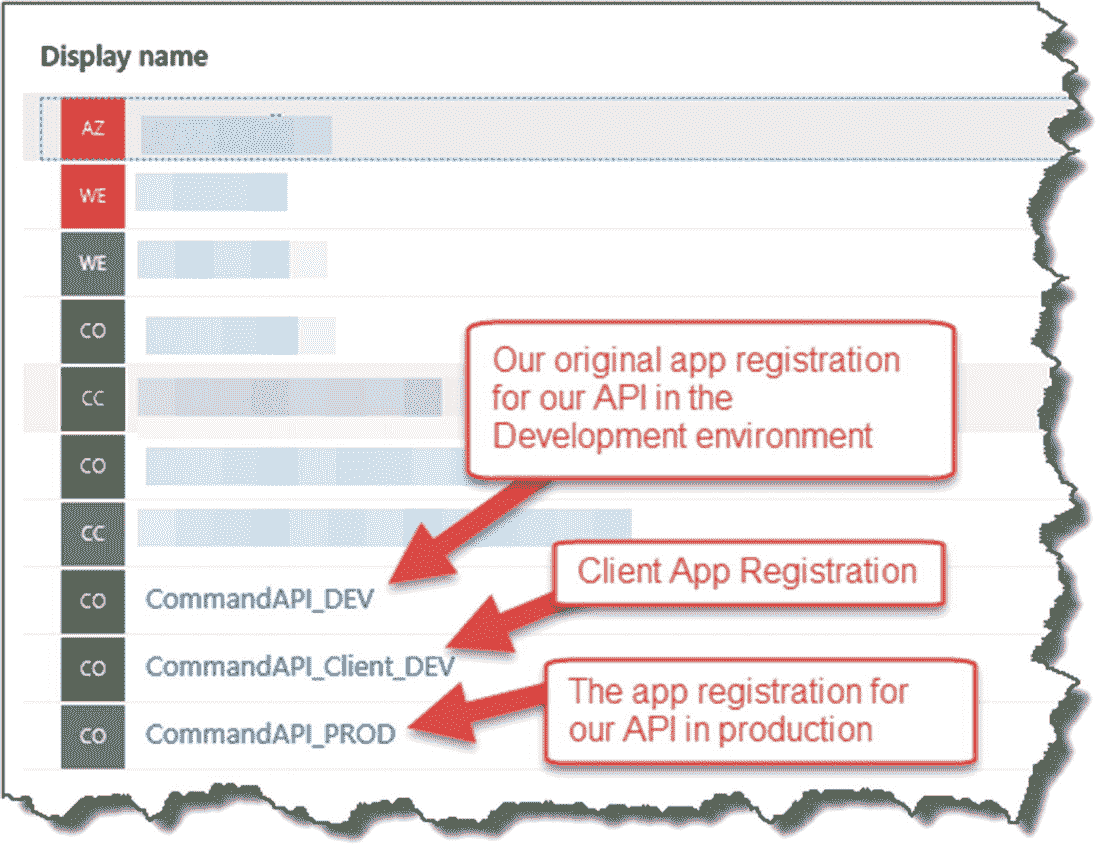 Display name
AZ
WE
WE
CO
CC
CO
CC
Our original app registration
for our API in the
Development environment
Client App Registration
CO CommandAPI_DEV
CO CommandAPI_Client_DEV
CO CommandAPI_PROD
The app registration for
our API in production